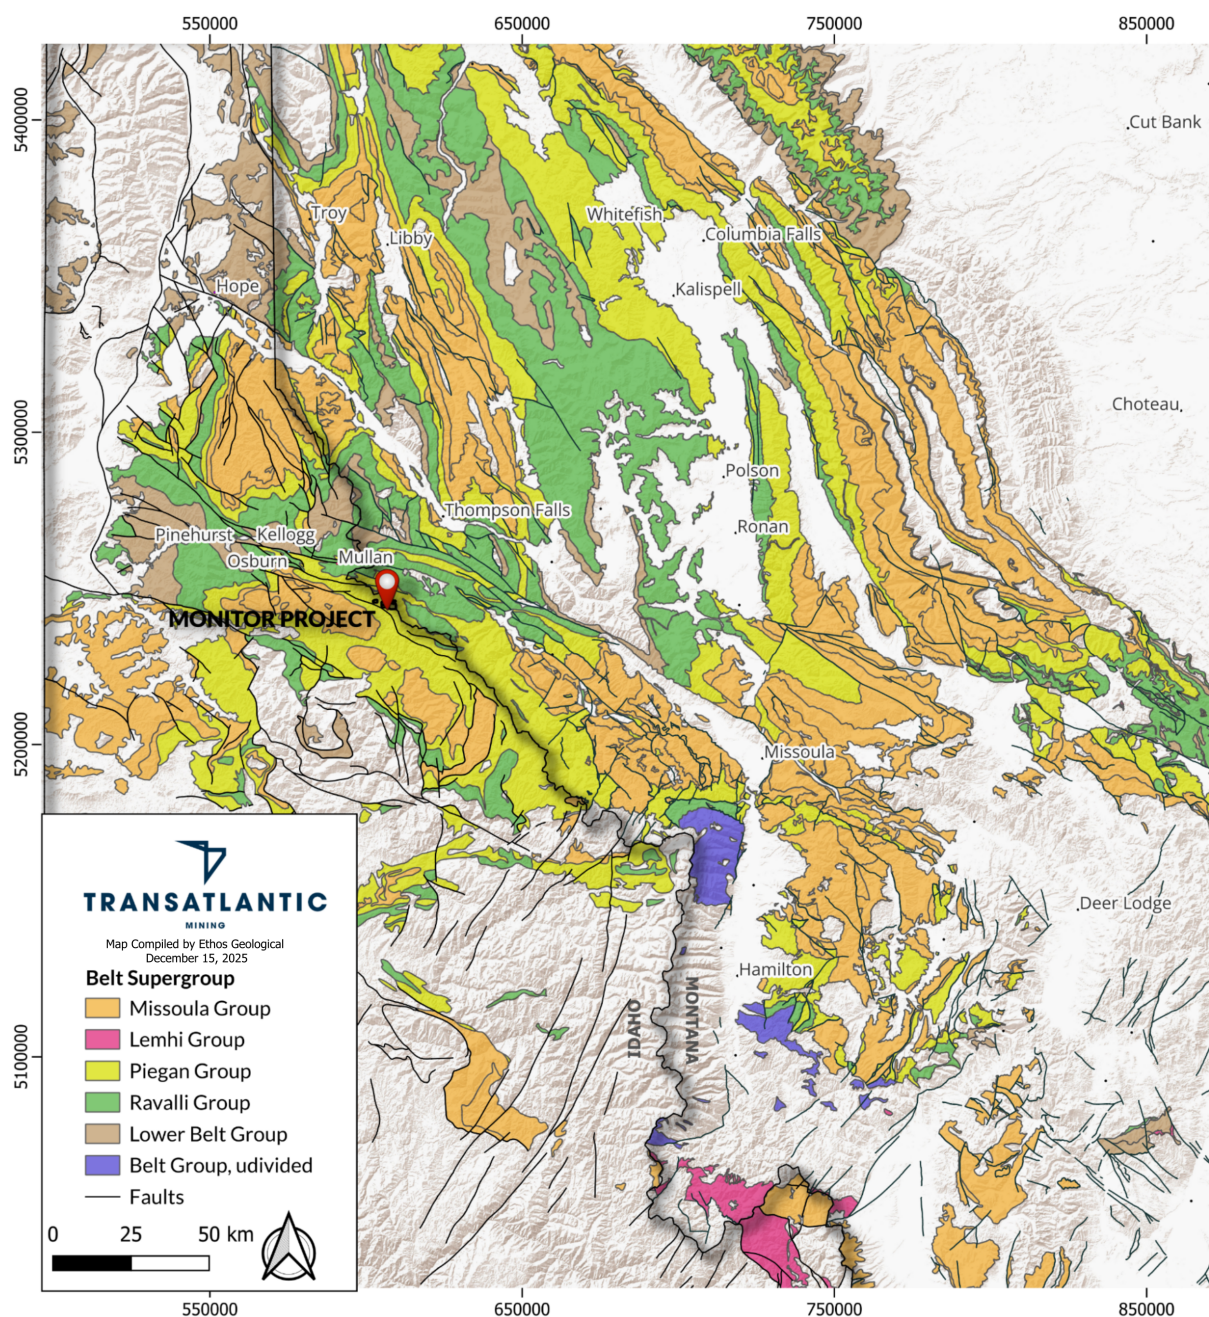 550000
650000
750000
850000
5400000
5300000
5200000
5100000
Cut Bank
Troy
Whitefish
Libby
Columbia Falls
Hope
Kalispell
Choteau
Polson
Thompson Falls
Ronan
Pinehurst
Kellogg
Osburn
Mullan
MONITOR PROJECT
Missoula
Deer Lodge
Hamilton
IDAHO
MONTANA
TRANSATLANTIC
MINING
Map Compiled by Ethos Geological
December 15, 2025
Belt Supergroup
Missoula Group
Lemhi Group
Piegan Group
Ravalli Group
Lower Belt Group
Belt Group, udivided
Faults
0 25 50 km
550000
650000
750000
850000